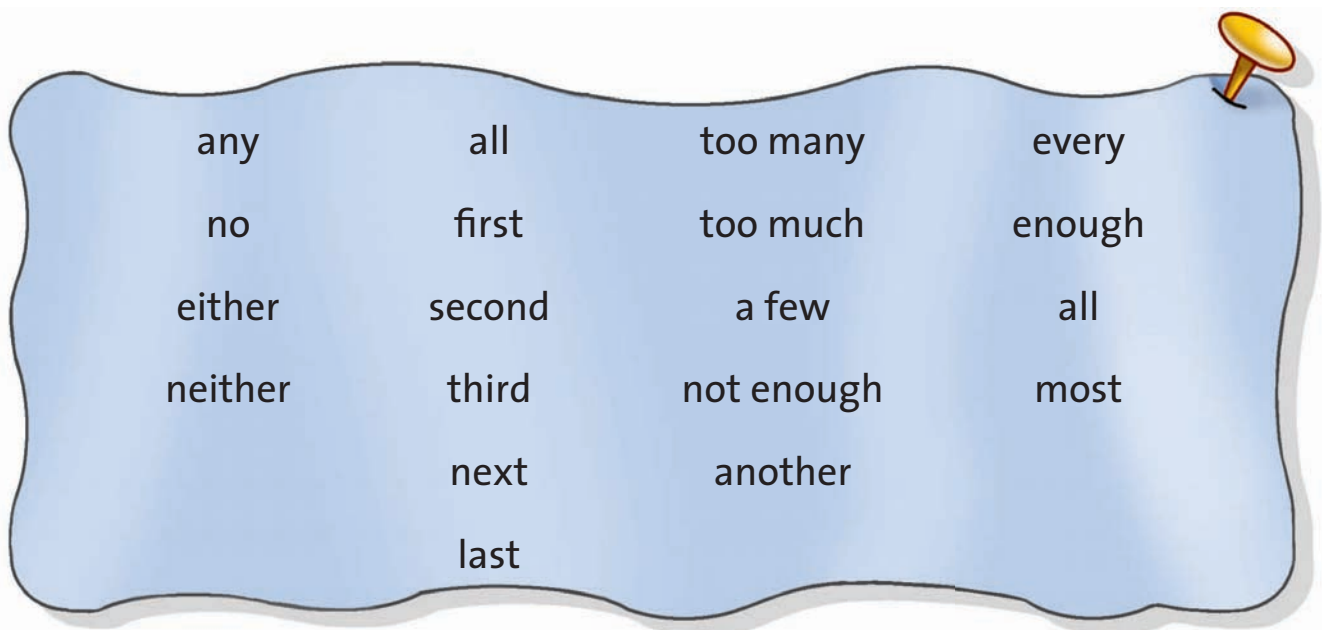 any all too many every
no first too much enough
either second a few all
neither third not enough most
next another
last